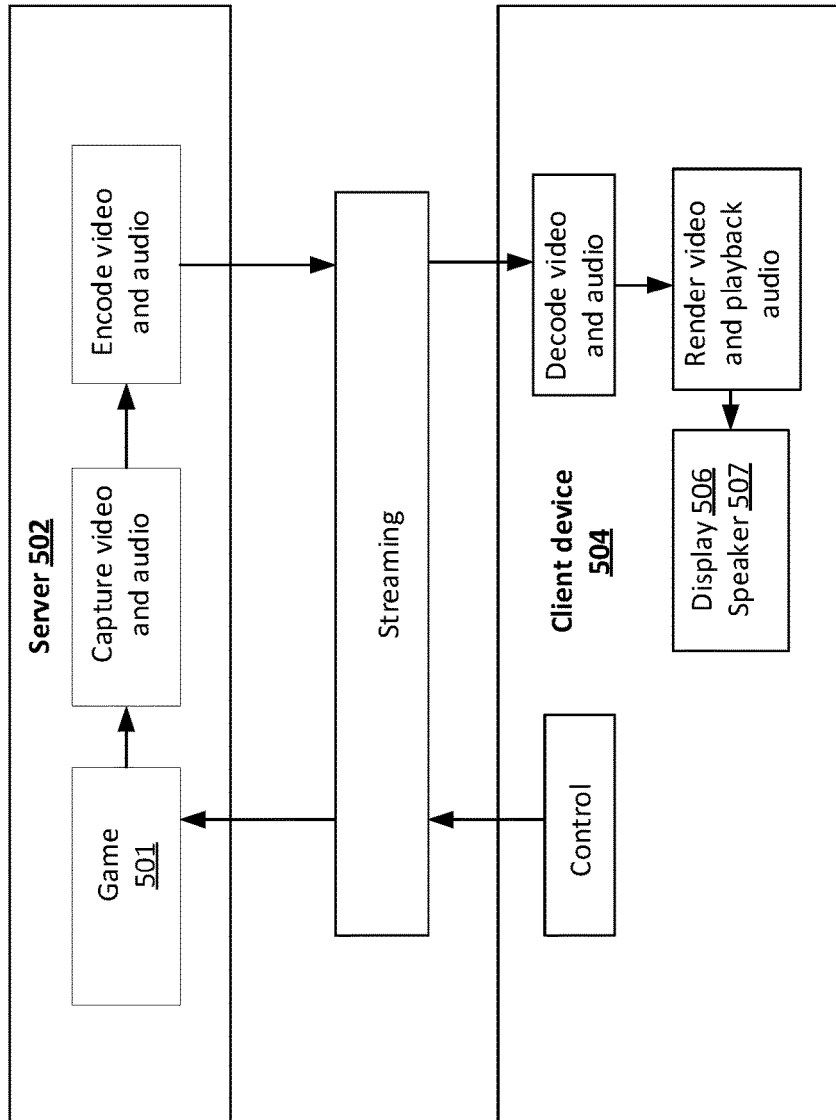 Server 502
Game
501
Capture video
and audio
Encode video
and audio
Streaming
Client device
504
Control
Decode video
and audio
Render video
and playback
audio
Display 506
Speaker 507